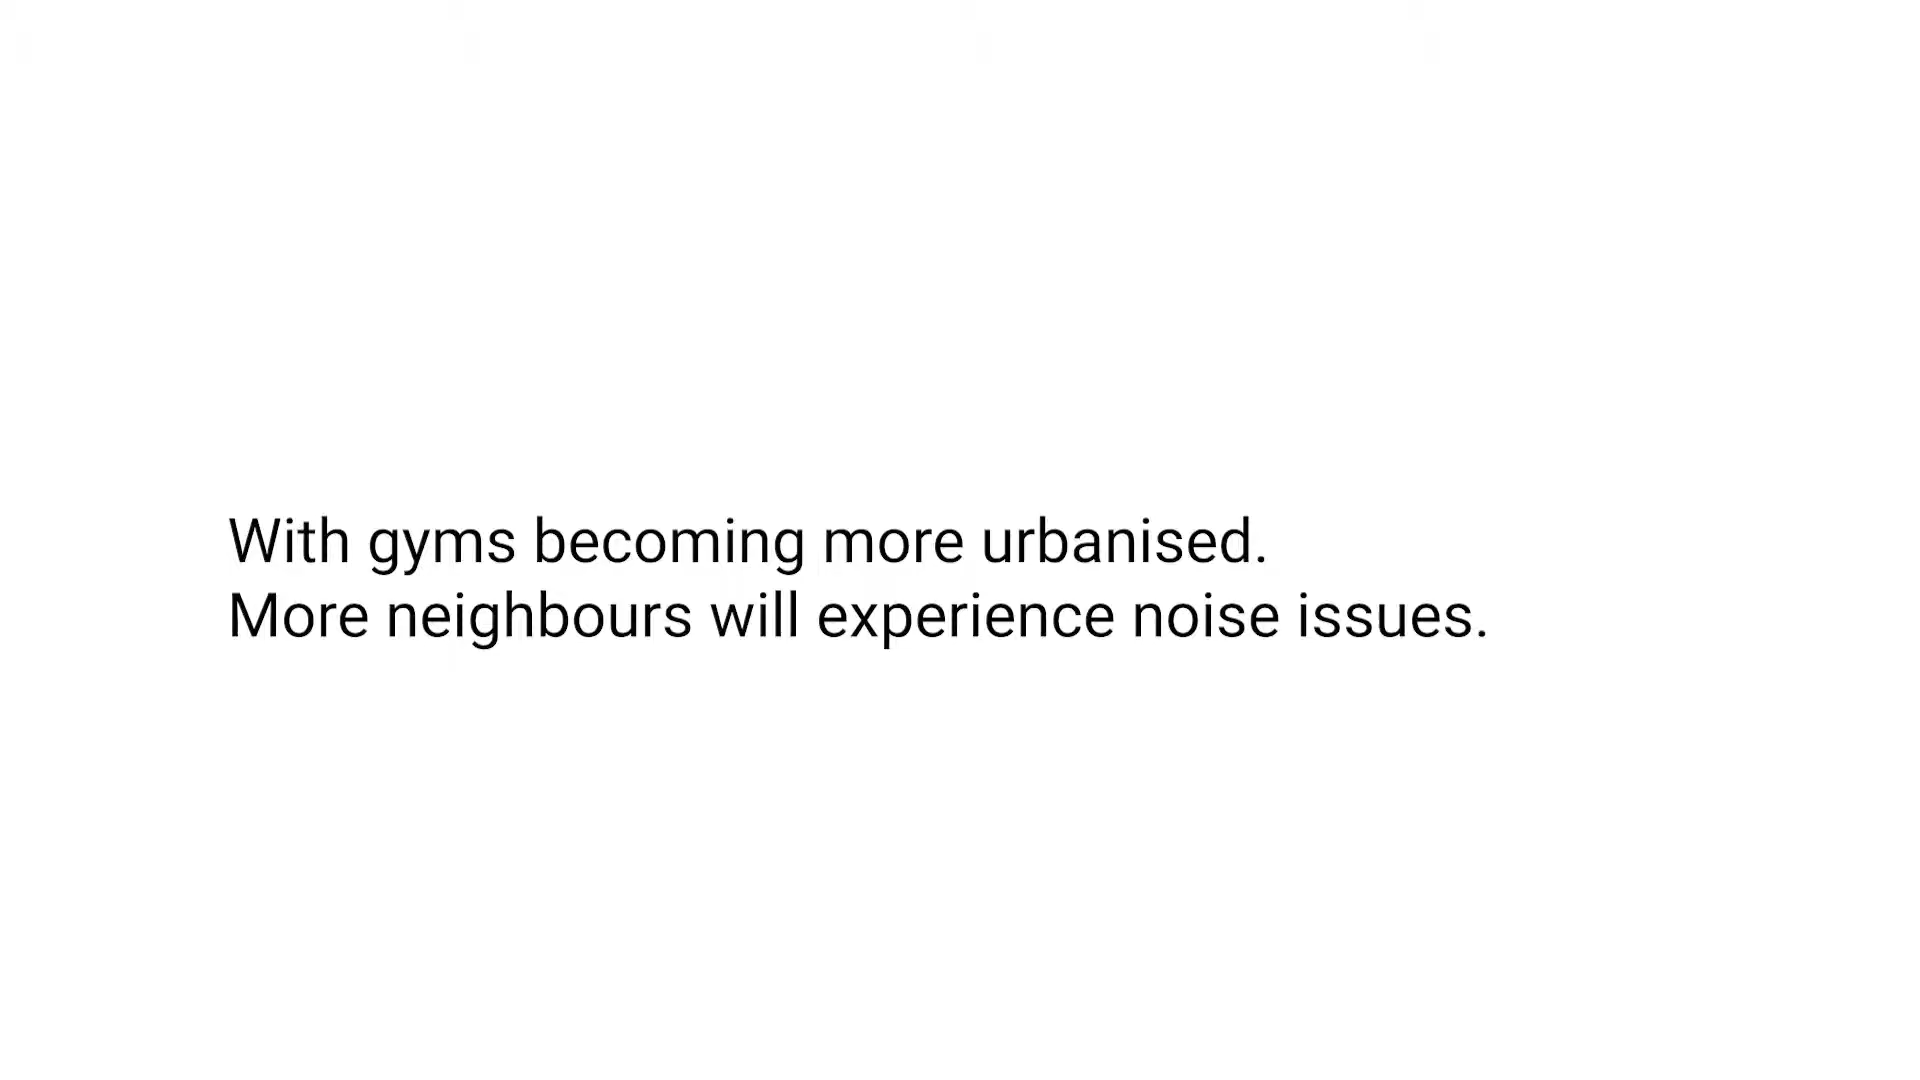 With gyms becoming more urbanised.
More neighbours will experience noise issues.